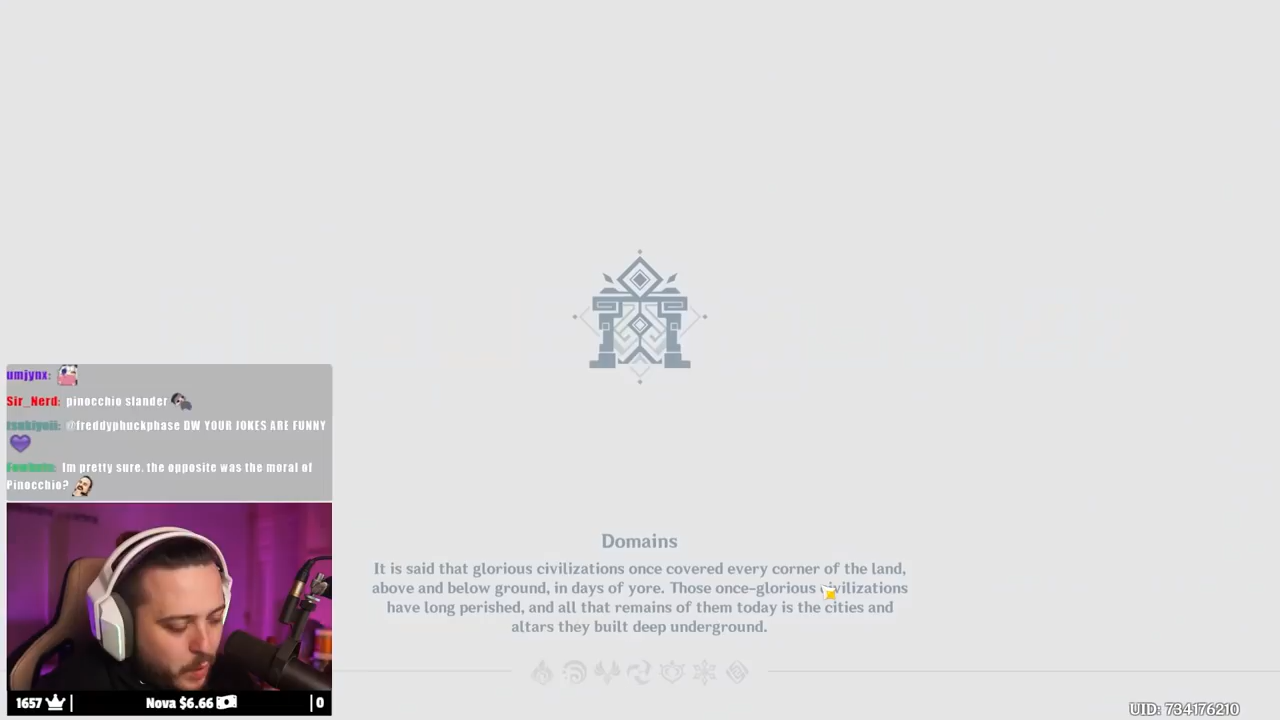 umjynx:
Sir_Nerd: pinocchio slander
@freddyphuckphase DW YOUR JOKES ARE FUNNY
Im pretty sure. the opposite was the moral of
Pinocchio?
Domains
It is said that glorious civilizations once covered every corner of the land,
above and below ground, in days of yore. Those once-glorious civilizations
have long perished, and all that remains of them today is the cities and
altars they built deep underground.
1657 | Nova $6.66 | 0
UID: 734176210